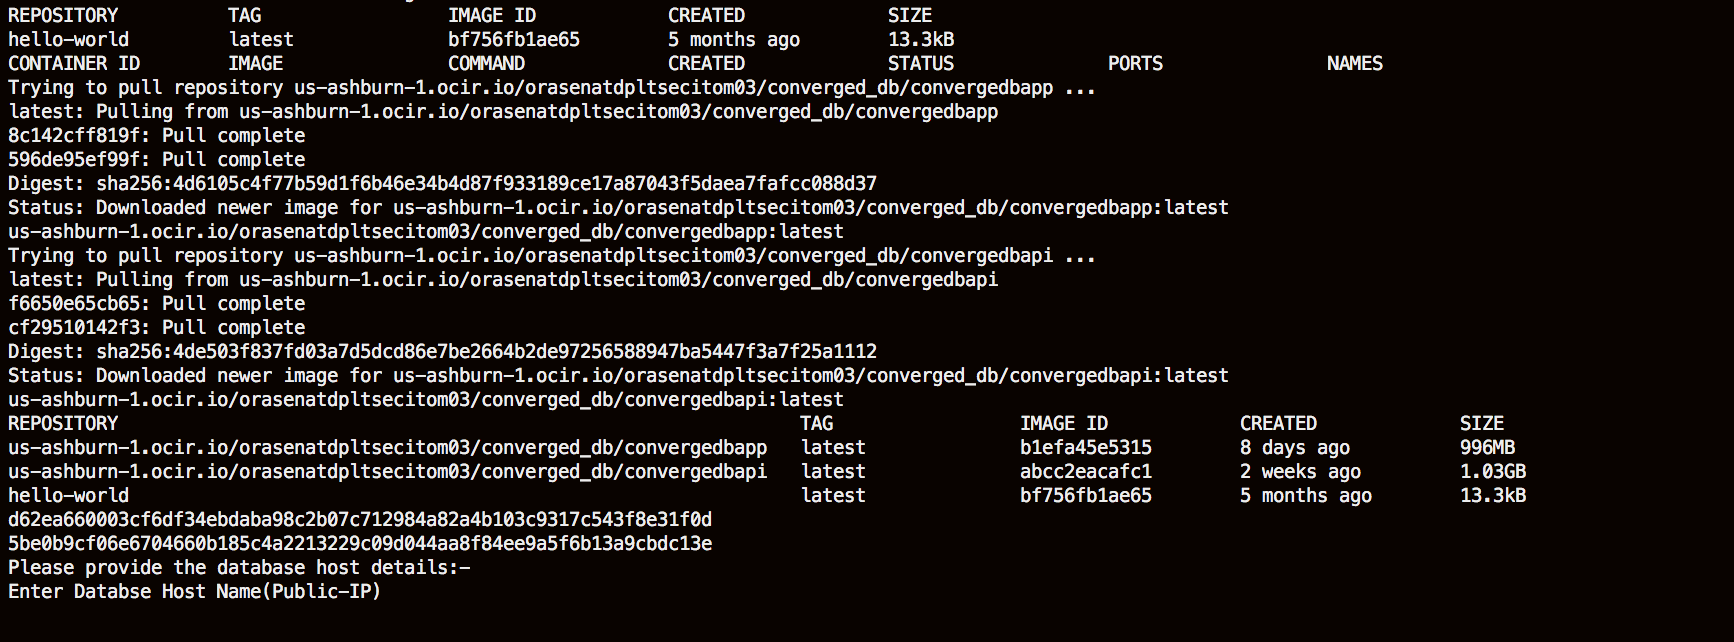 REPOSITORY TAG IMAGE ID CREATED SIZE
hello-world latest bf756fb1ae65 5 months ago 13.3kB
CONTAINER ID IMAGE COMMAND CREATED STATUS PORTS NAMES
Trying to pull repository us-ashburn-1.ocir.io/orasenatdpltsecitom03/converged_db/convergedbapp ...
latest: Pulling from us-ashburn-1.ocir.io/orasenatdpltsecitom03/converged_db/convergedbapp
8c142cff819f: Pull complete
596de95ef99f: Pull complete
Digest: sha256:4d6105c4f77b59d1f6b46e34b4d87f933189ce17a87043f5daea7fafcc088d37
Status: Downloaded newer image for us-ashburn-1.ocir.io/orasenatdpltsecitom03/converged_db/convergedbapp:latest
us-ashburn-1.ocir.io/orasenatdpltsecitom03/converged_db/convergedbapp:latest
Trying to pull repository us-ashburn-1.ocir.io/orasenatdpltsecitom03/converged_db/convergedbapi ...
latest: Pulling from us-ashburn-1.ocir.io/orasenatdpltsecitom03/converged_db/convergedbapi
f6650e65cb65: Pull complete
cf29510142f3: Pull complete
Digest: sha256:4de503f837fd03a7d5dcd86e7be2664b2de97256588947ba5447f3a7f25a1112
Status: Downloaded newer image for us-ashburn-1.ocir.io/orasenatdpltsecitom03/converged_db/convergedbapi:latest
us-ashburn-1.ocir.io/orasenatdpltsecitom03/converged_db/convergedbapi:latest
REPOSITORY TAG IMAGE ID CREATED SIZE
us-ashburn-1.ocir.io/orasenatdpltsecitom03/converged_db/convergedbapp latest b1efa45e5315 8 days ago 996MB
us-ashburn-1.ocir.io/orasenatdpltsecitom03/converged_db/convergedbapi latest abcc2eacafc1 2 weeks ago 1.03GB
hello-world latest bf756fb1ae65 5 months ago 13.3kB
d62ea660003cf6df34ebdaba98c2b07c712984a82a4b103c9317c543f8e31f0d
5be0b9cf06e6704660b185c4a2213229c09d044aa8f84ee9a5f6b13a9cbdc13e
Please provide the database host details:-
Enter Databse Host Name(Public-IP)